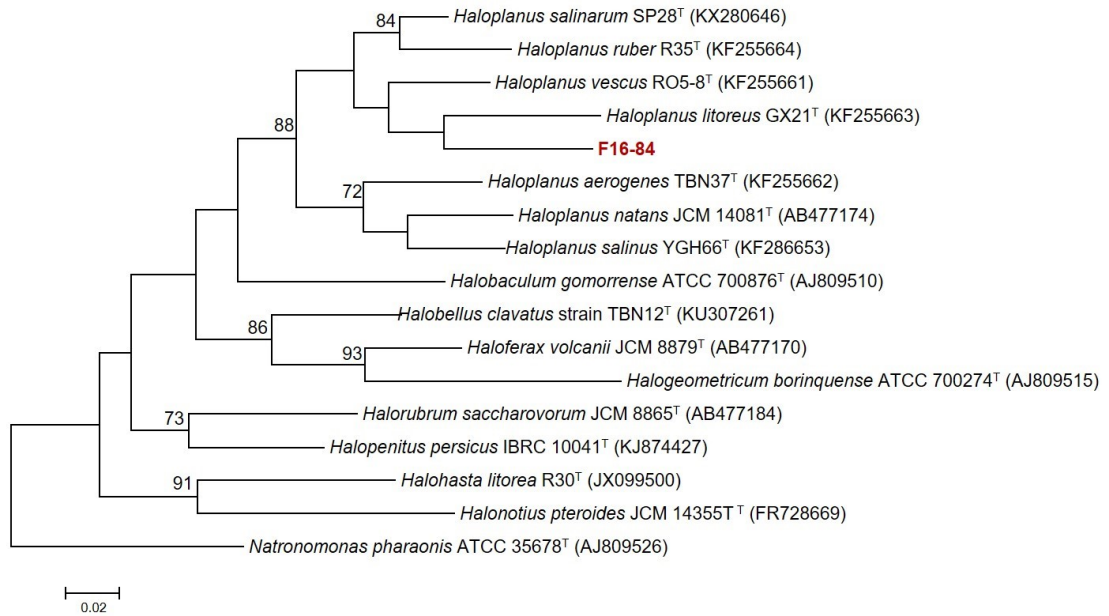 84
Haloplanus salinarum SP28ᵀ (KX280646)
Haloplanus ruber R35ᵀ (KF255664)
Haloplanus vescus RO5-8ᵀ (KF255661)
Haloplanus litoreus GX21ᵀ (KF255663)
88
F16-84
Haloplanus aerogenes TBN37ᵀ (KF255662)
72
Haloplanus natans JCM 14081ᵀ (AB477174)
Haloplanus salinus YGH66ᵀ (KF286653)
Halobaculum gomorrense ATCC 700876ᵀ (AJ809510)
Halobellus clavatus strain TBN12ᵀ (KU307261)
86
Haloferax volcanii JCM 8879ᵀ (AB477170)
93
Halogeometricum borinquense ATCC 700274ᵀ (AJ809515)
Halorubrum saccharovorum JCM 8865ᵀ (AB477184)
73
Halopenitus persicus IBRC 10041ᵀ (KJ874427)
Halohasta litorea R30ᵀ (JX099500)
91
Halonotius pteroides JCM 14355T ᵀ (FR728669)
Natronomonas pharaonis ATCC 35678ᵀ (AJ809526)
0.02